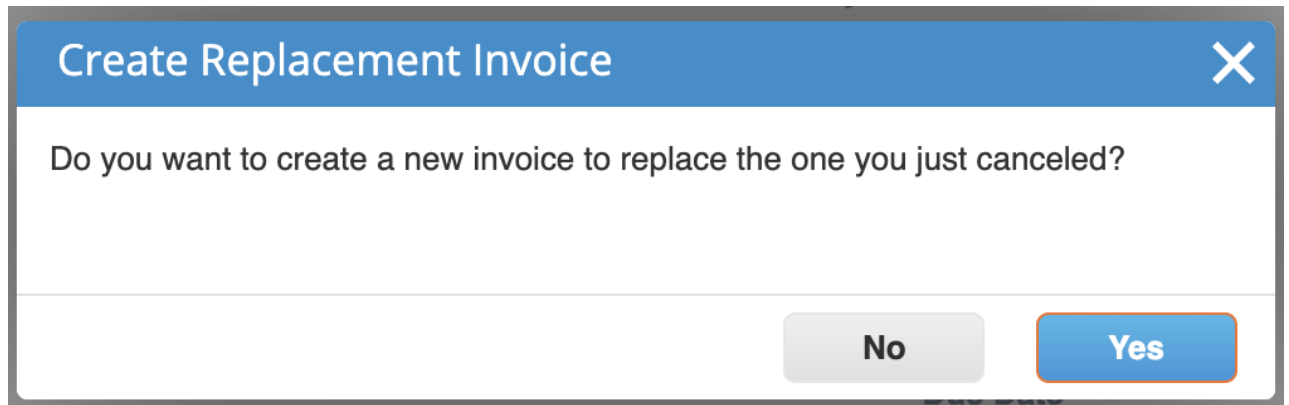 Create Replacement Invoice
Do you want to create a new invoice to replace the one you just canceled?
No
Yes